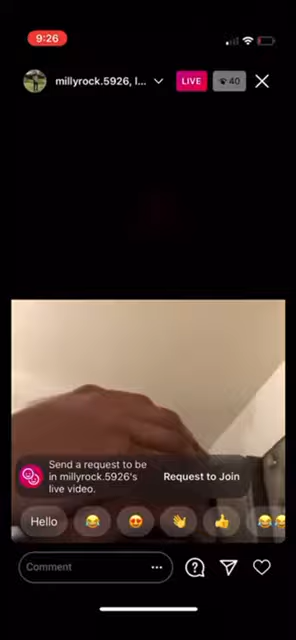 9:26
millyrock.5926, l...
LIVE
40
Send a request to be
in millyrock.5926's
live video.
Request to Join
Hello
Comment